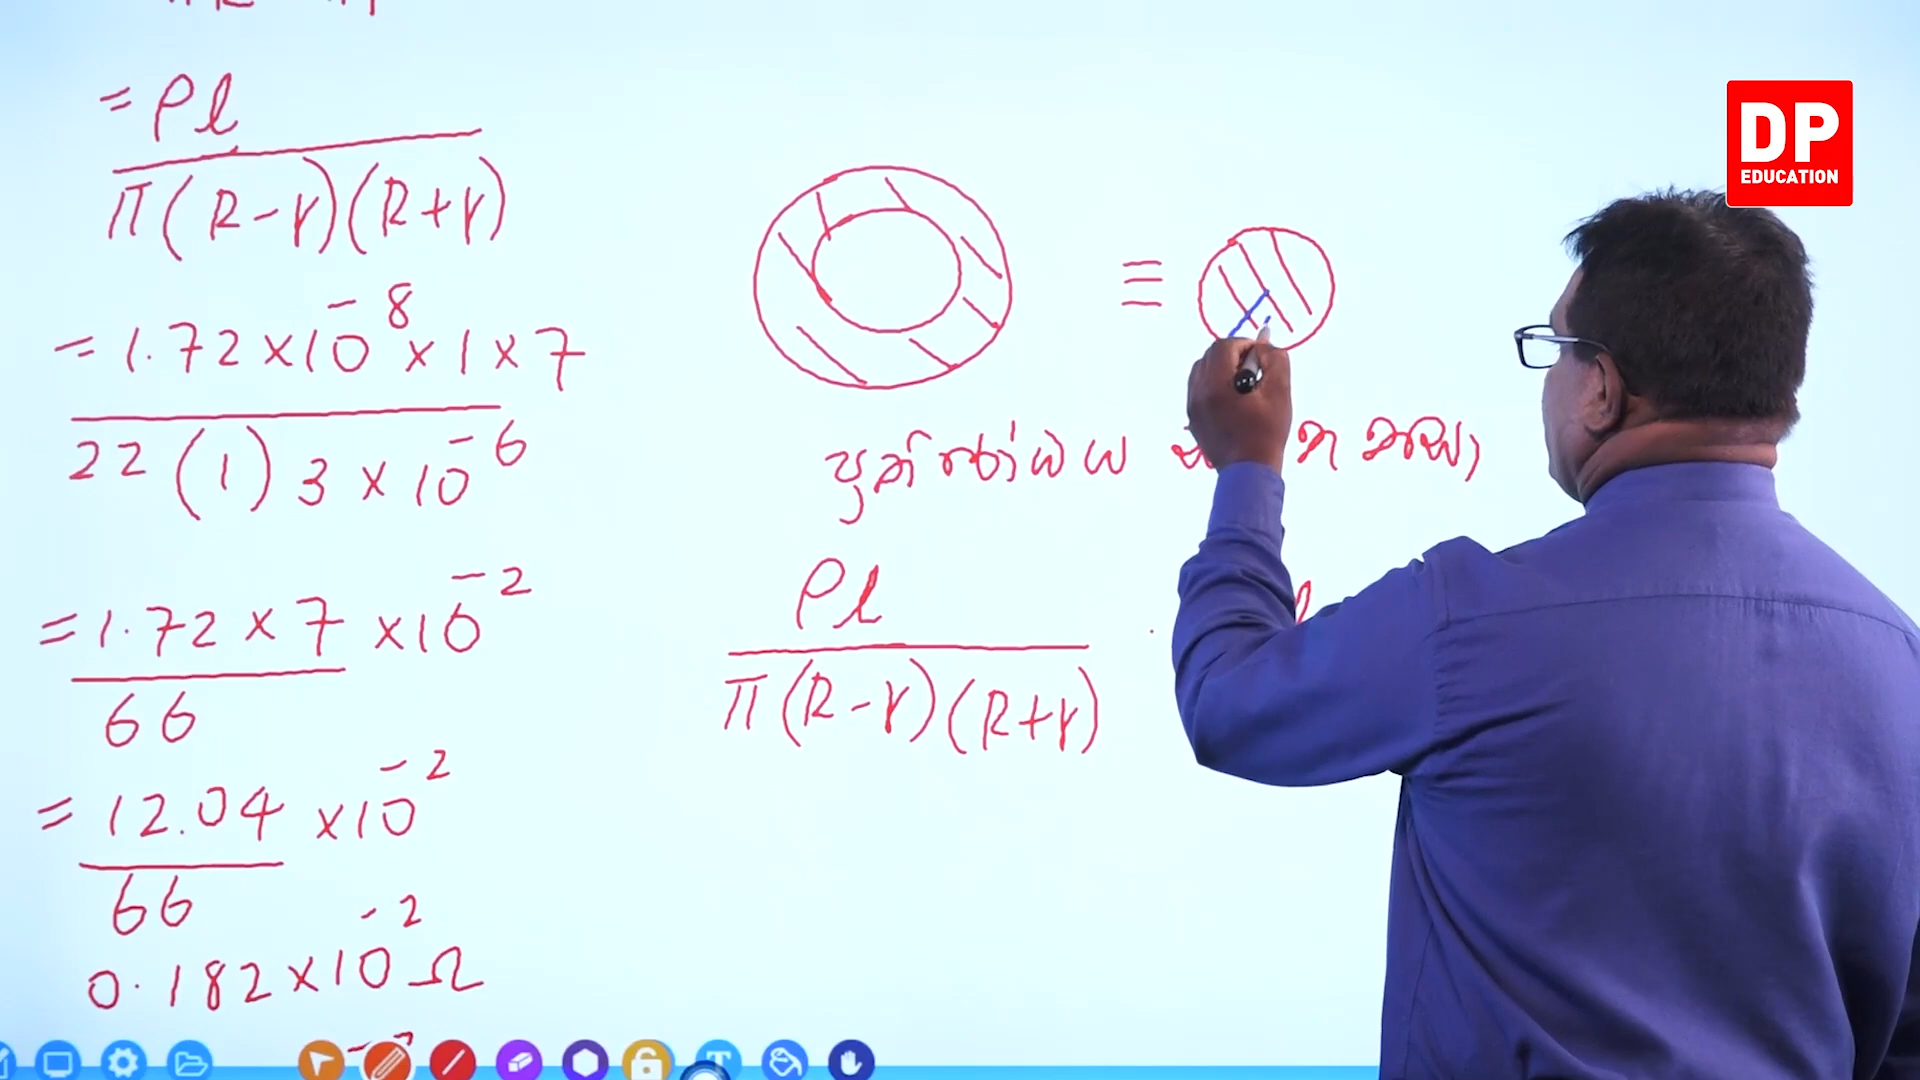 = ρl
π(R-r)(R+r)
= 1.72 × 10⁻⁸ × 1 × 7
22 (1) 3 × 10⁻⁶
= 1.72 × 7 × 10⁻²
66
= 12.04 × 10⁻²
66
0.182 × 10⁻² Ω
≡
ρl
π(R-r)(R+r)
DP
EDUCATION